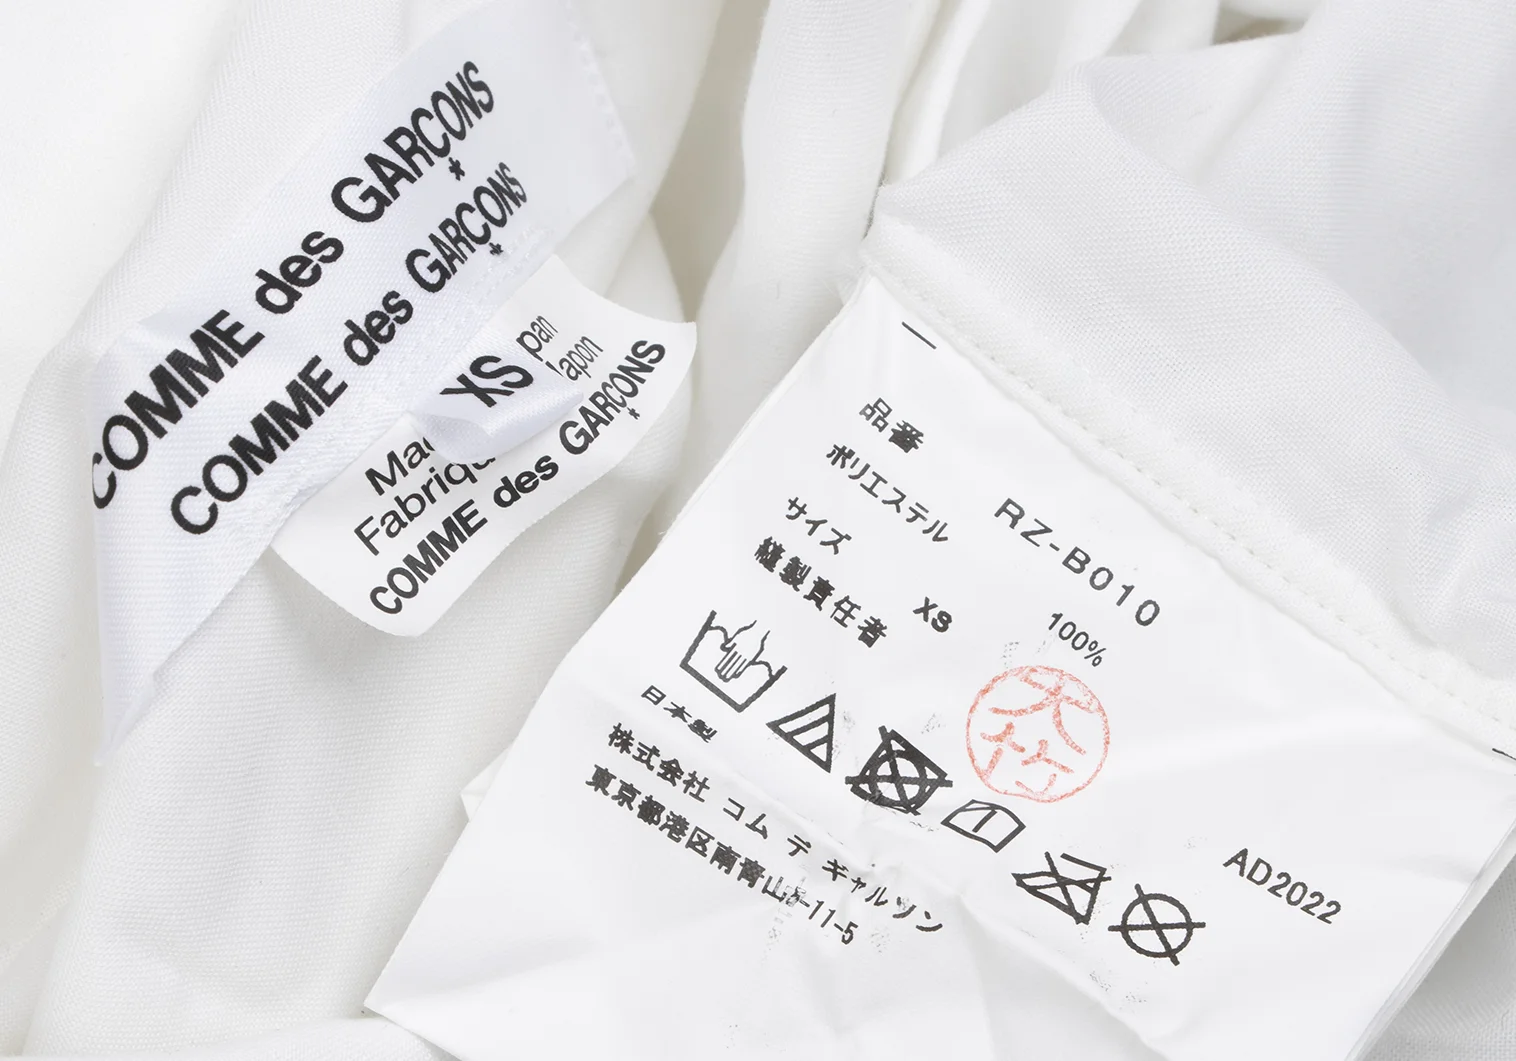 COMME des GARÇONS
COMME des GARÇONS
XS
pan
Japon
Fabriqu
COMME des GARÇONS
品番 RZ-B010
ポリエステル 100%
サイズ XS
縫製責任者
大竹
日本製
株式会社 コム デ ギャルソン
東京都港区南青山5-11-5
AD2022